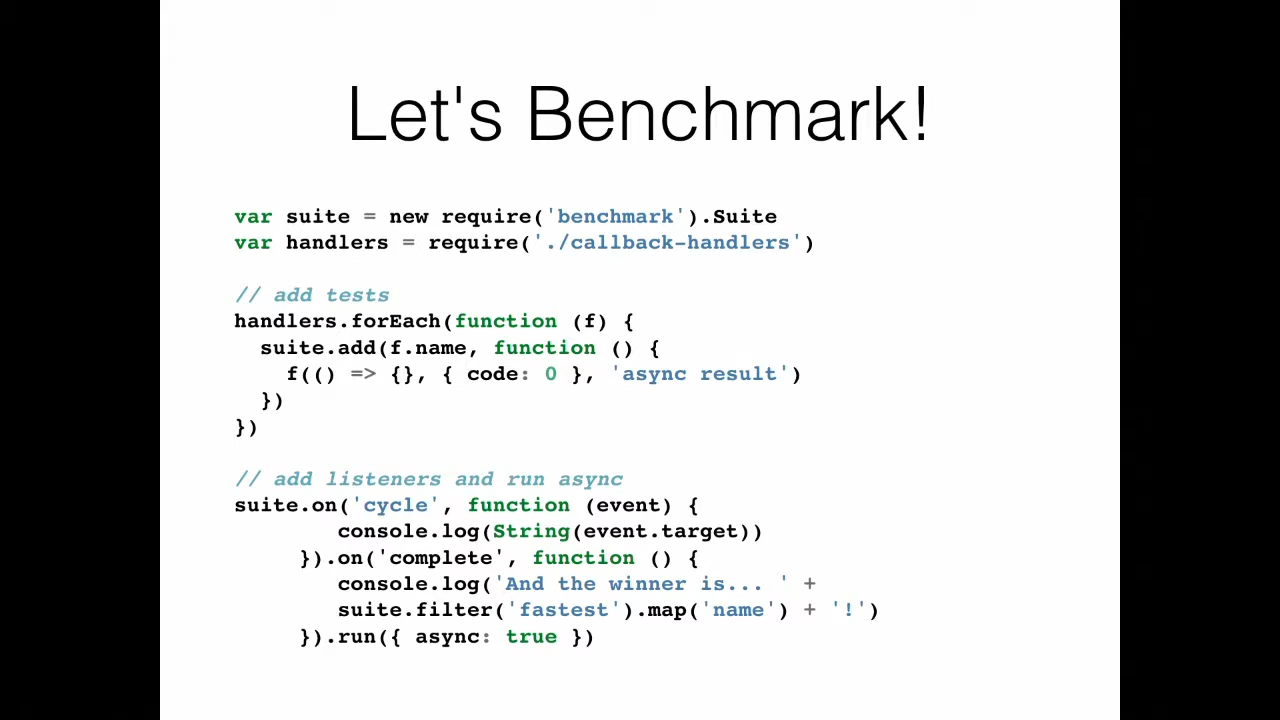 Let's Benchmark!
var suite = new require('benchmark').Suite
var handlers = require('./callback-handlers')
// add tests
handlers.forEach(function (f) {
  suite.add(f.name, function () {
    f(() => {}, { code: 0 }, 'async result')
  })
})
// add listeners and run async
suite.on('cycle', function (event) {
        console.log(String(event.target))
     }).on('complete', function () {
        console.log('And the winner is... ' +
        suite.filter('fastest').map('name') + '!')
     }).run({ async: true })